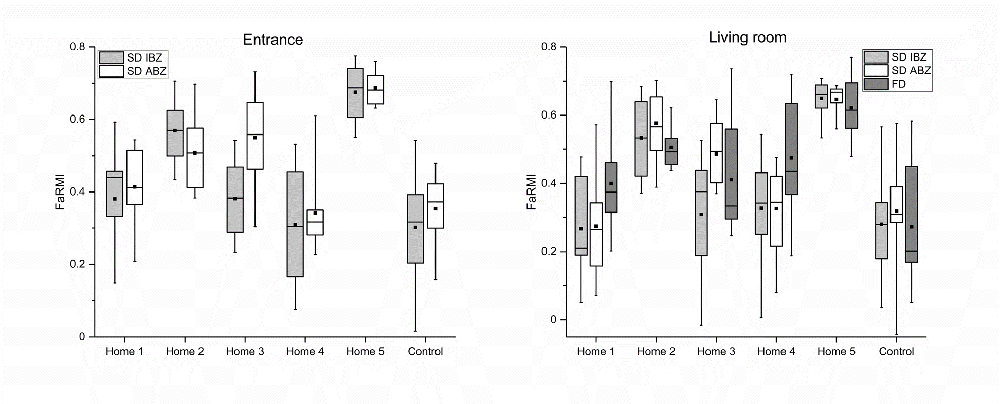 Entrance
SD IBZ
SD ABZ
FaRMI
0.8
0.6
0.4
0.2
0
Home 1 Home 2 Home 3 Home 4 Home 5 Control
Living room
SD IBZ
SD ABZ
FD
FaRMI
0.8
0.6
0.4
0.2
0
Home 1 Home 2 Home 3 Home 4 Home 5 Control